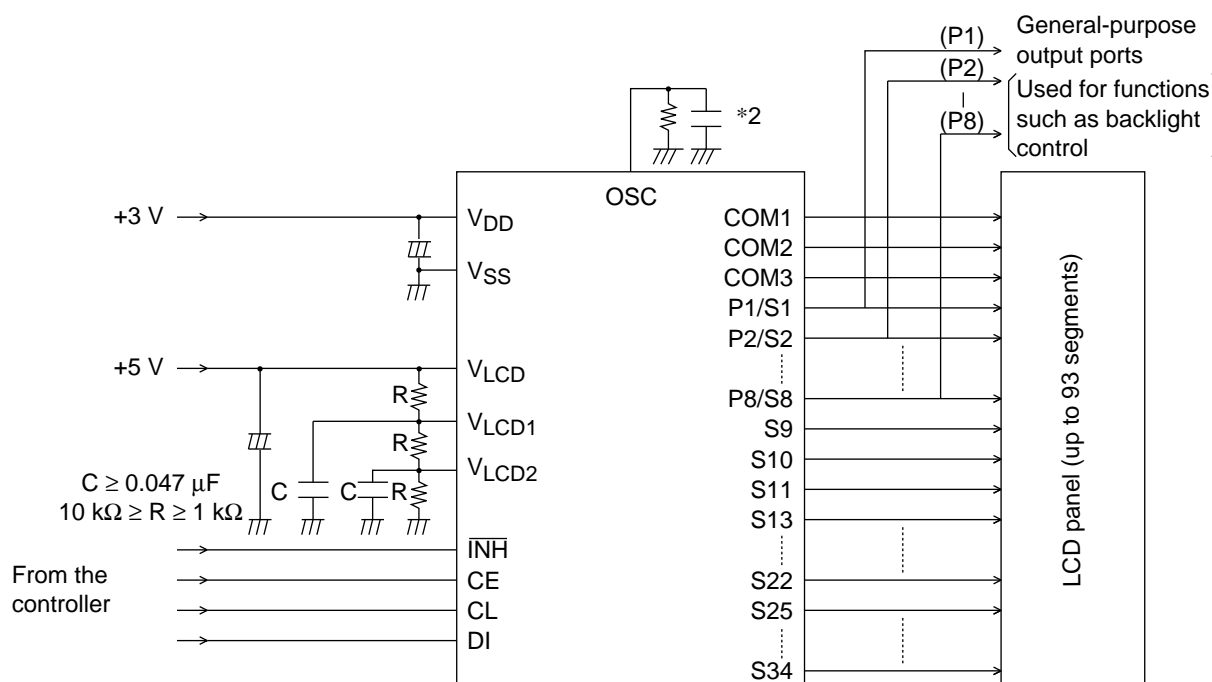 (P1)
General-purpose
output ports
(P2)
(P8)
Used for functions
such as backlight
control
*2
OSC
+3 V
VDD
VSS
+5 V
VLCD
R
VLCD1
R
VLCD2
C
C
R
C ≥ 0.047 μF
10 kΩ ≥ R ≥ 1 kΩ
INH
From the
controller
CE
CL
DI
COM1
COM2
COM3
P1/S1
P2/S2
P8/S8
S9
S10
S11
S13
S22
S25
S34
LCD panel (up to 93 segments)